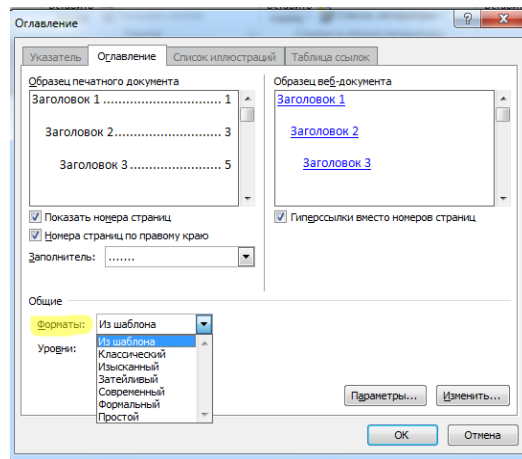 Оглавление
Указатель Оглавление Список иллюстраций Таблица ссылок
Образец печатного документа
Заголовок 1 .............................. 1
Заголовок 2....................... 3
Заголовок 3.................... 5
Образец веб-документа
Заголовок 1
Заголовок 2
Заголовок 3
Показать номера страниц
Номера страниц по правому краю
Заполнитель: .......
Гиперссылки вместо номеров страниц
Общие
Форматы: Из шаблона
Уровни:
Из шаблона
Классический
Изысканный
Затейливый
Современный
Формальный
Простой
Параметры... Изменить...
ОК Отмена